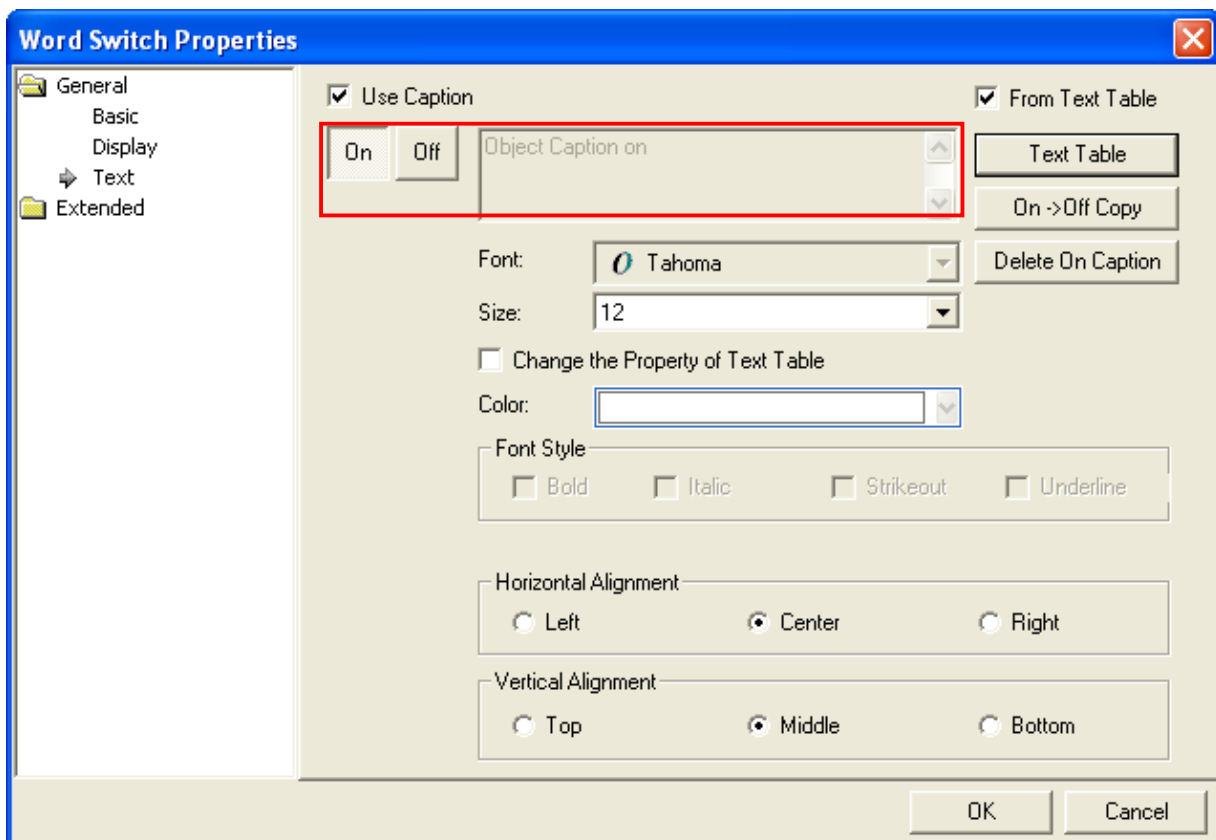 Word Switch Properties
General
Basic
Display
Text
Extended
Use Caption
From Text Table
On
Off
Object Caption on
Text Table
On ->Off Copy
Delete On Caption
Font:
O Tahoma
Size:
12
Change the Property of Text Table
Color:
Font Style
Bold
Italic
Strikeout
Underline
Horizontal Alignment
Left
Center
Right
Vertical Alignment
Top
Middle
Bottom
OK
Cancel